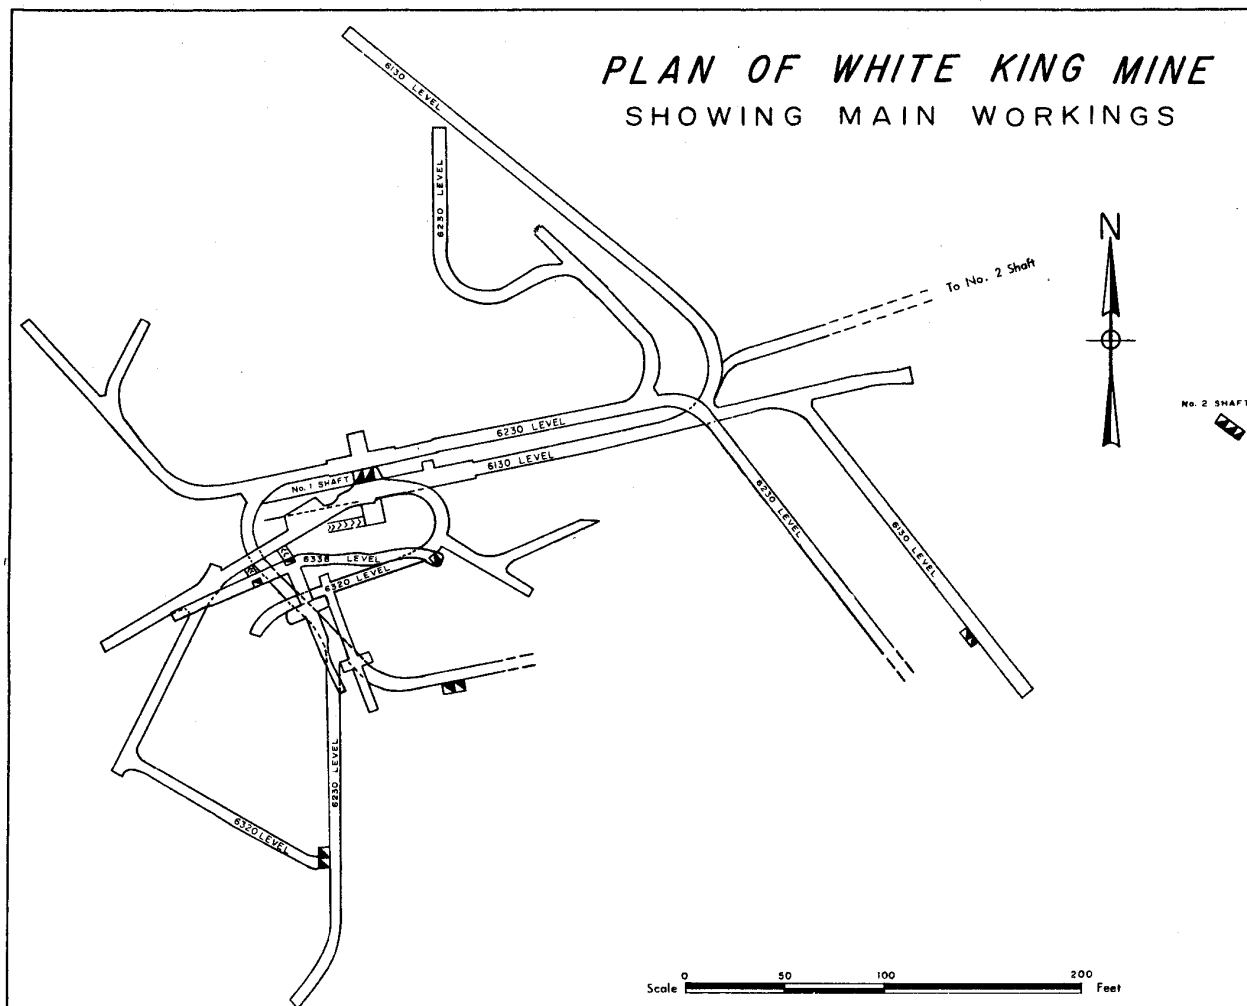 PLAN OF WHITE KING MINE
SHOWING MAIN WORKINGS
6130 LEVEL
6230 LEVEL
N
To No. 2 Shaft
No. 2 SHAFT
6230 LEVEL
6130 LEVEL
No. 1 SHAFT
6230 LEVEL
6130 LEVEL
6338 LEVEL
6320 LEVEL
6230 LEVEL
6320 LEVEL
Scale 0 50 100 200 Feet